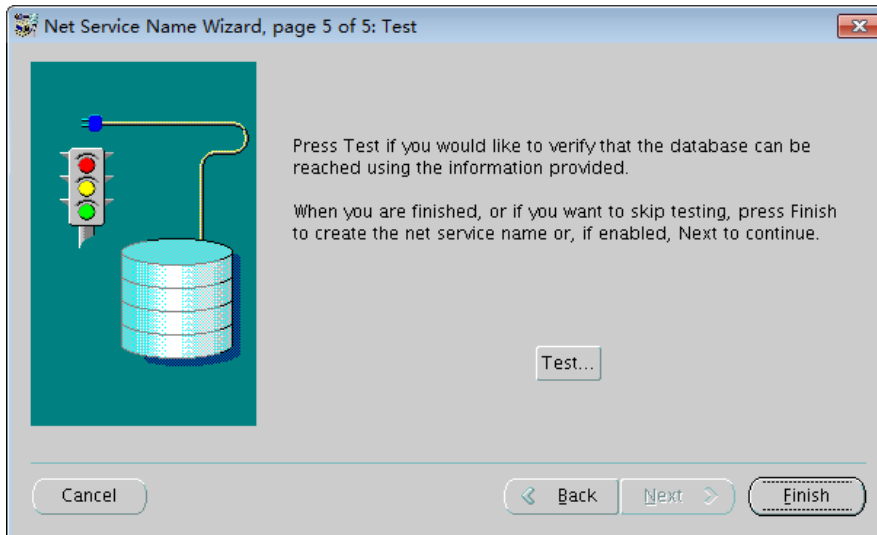 Net Service Name Wizard, page 5 of 5: Test
Press Test if you would like to verify that the database can be
reached using the information provided.
When you are finished, or if you want to skip testing, press Finish
to create the net service name or, if enabled, Next to continue.
Test...
Cancel
Back
Next
Finish